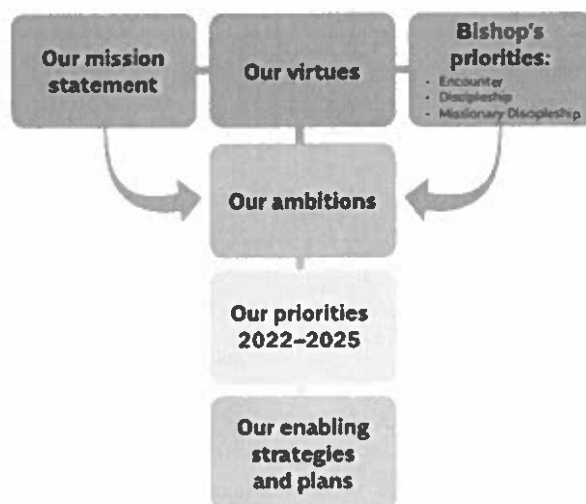 Our mission
statement
Our virtues
Bishop's
priorities:
• Encounter
• Discipleship
• Missionary Discipleship
Our ambitions
Our priorities
2022–2025
Our enabling
strategies
and plans